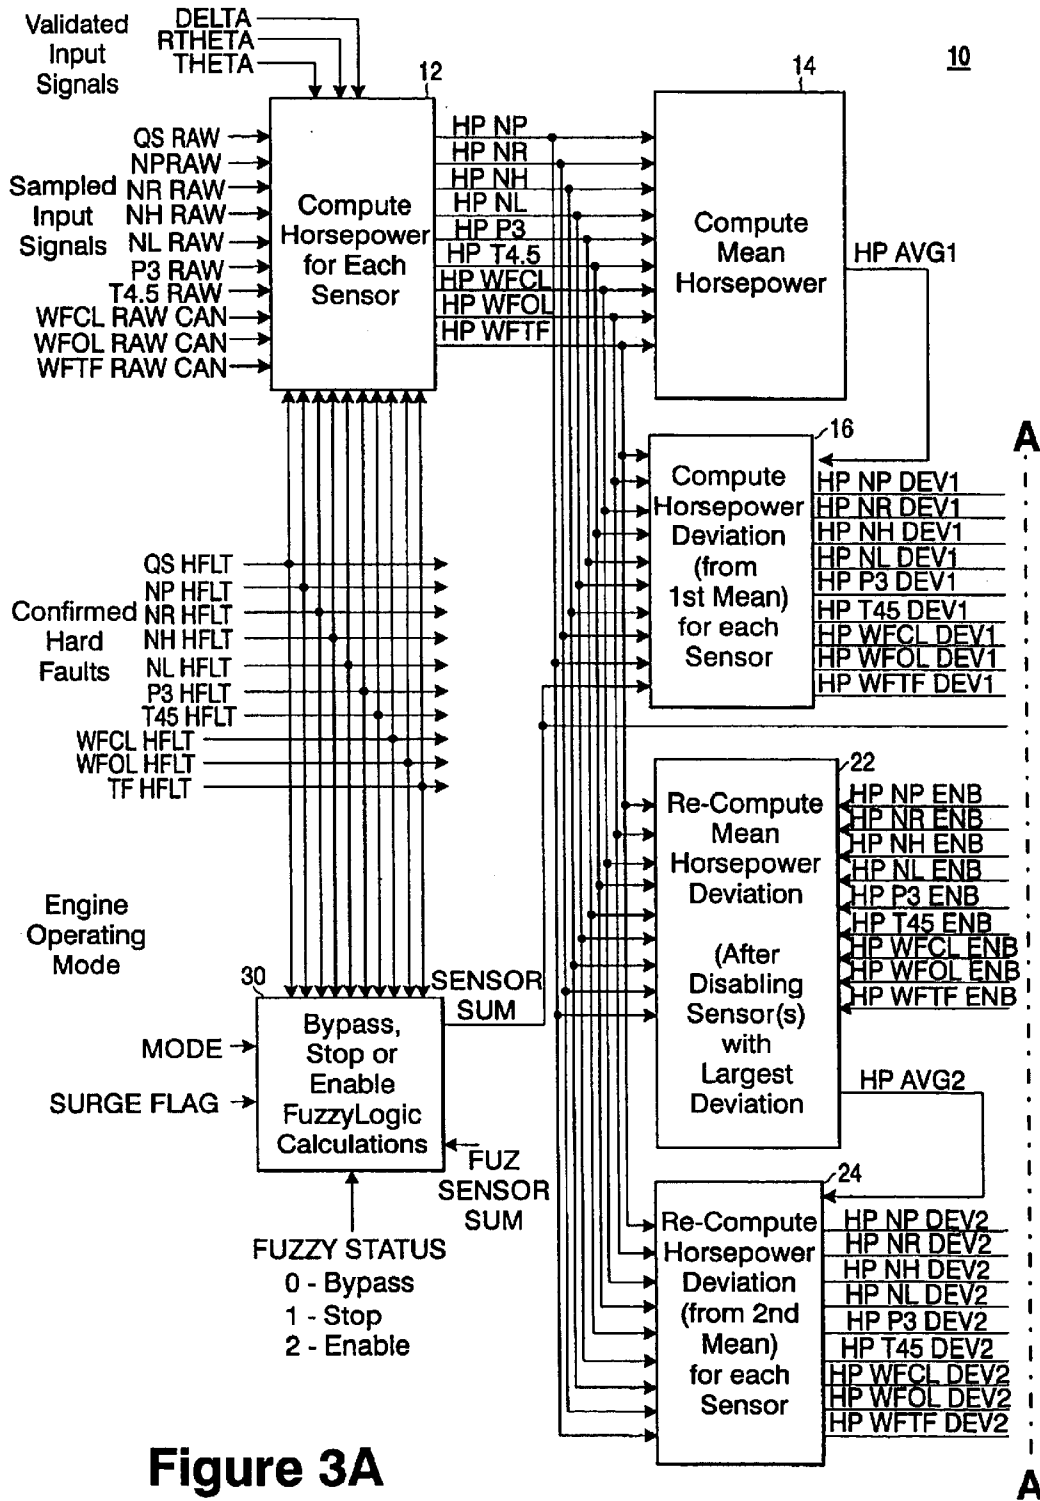 Validated
Input
Signals
DELTA
RTHETA
THETA
12
14
10
QS RAW
NPRAW
Sampled
Input
Signals
NR RAW
NH RAW
NL RAW
P3 RAW
T4.5 RAW
WFCL RAW CAN
WFOL RAW CAN
WFTF RAW CAN
Compute
Horsepower
for Each
Sensor
HP NP
HP NR
HP NH
HP NL
HP P3
HP T4.5
HP WFCL
HP WFOL
HP WFTF
Compute
Mean
Horsepower
HP AVG1
16
A
Compute
Horsepower
Deviation
(from
1st Mean)
for each
Sensor
HP NP DEV1
HP NR DEV1
HP NH DEV1
HP NL DEV1
HP P3 DEV1
HP T45 DEV1
HP WFCL DEV1
HP WFOL DEV1
HP WFTF DEV1
Confirmed
Hard
Faults
QS HFLT
NP HFLT
NR HFLT
NH HFLT
NL HFLT
P3 HFLT
T45 HFLT
WFCL HFLT
WFOL HFLT
TF HFLT
22
Re-Compute
Mean
Horsepower
Deviation
(After
Disabling
Sensor(s)
with
Largest
Deviation
HP NP ENB
HP NR ENB
HP NH ENB
HP NL ENB
HP P3 ENB
HP T45 ENB
HP WFCL ENB
HP WFOL ENB
HP WFTF ENB
HP AVG2
Engine
Operating
Mode
30
SENSOR
SUM
MODE
SURGE FLAG
Bypass,
Stop or
Enable
FuzzyLogic
Calculations
FUZ
SENSOR
SUM
FUZZY STATUS
0 - Bypass
1 - Stop
2 - Enable
24
Re-Compute
Horsepower
Deviation
(from 2nd
Mean)
for each
Sensor
HP NP DEV2
HP NR DEV2
HP NH DEV2
HP NL DEV2
HP P3 DEV2
HP T45 DEV2
HP WFCL DEV2
HP WFOL DEV2
HP WFTF DEV2
A
Figure 3A